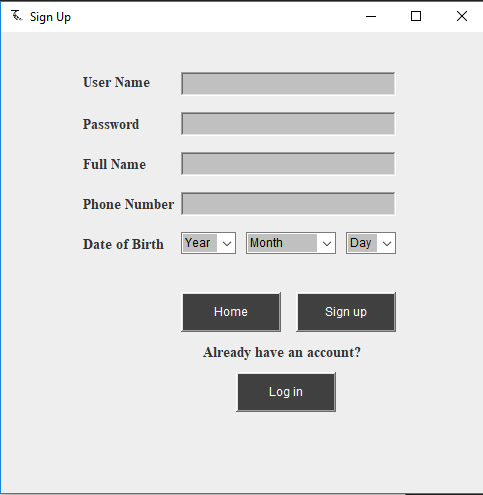 Sign Up
User Name
Password
Full Name
Phone Number
Date of Birth Year Month Day
Home Sign up
Already have an account?
Log in